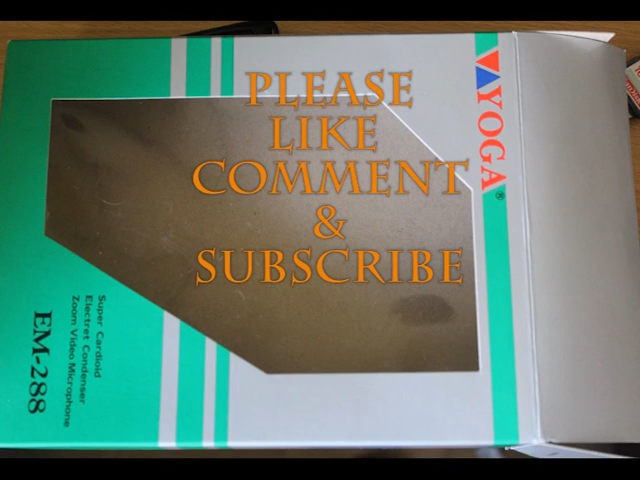 PLEASE
LIKE
COMMENT
&
SUBSCRIBE
YOGA®
Super Cardioid
Electret Condenser
Zoom Video Microphone
EM-288